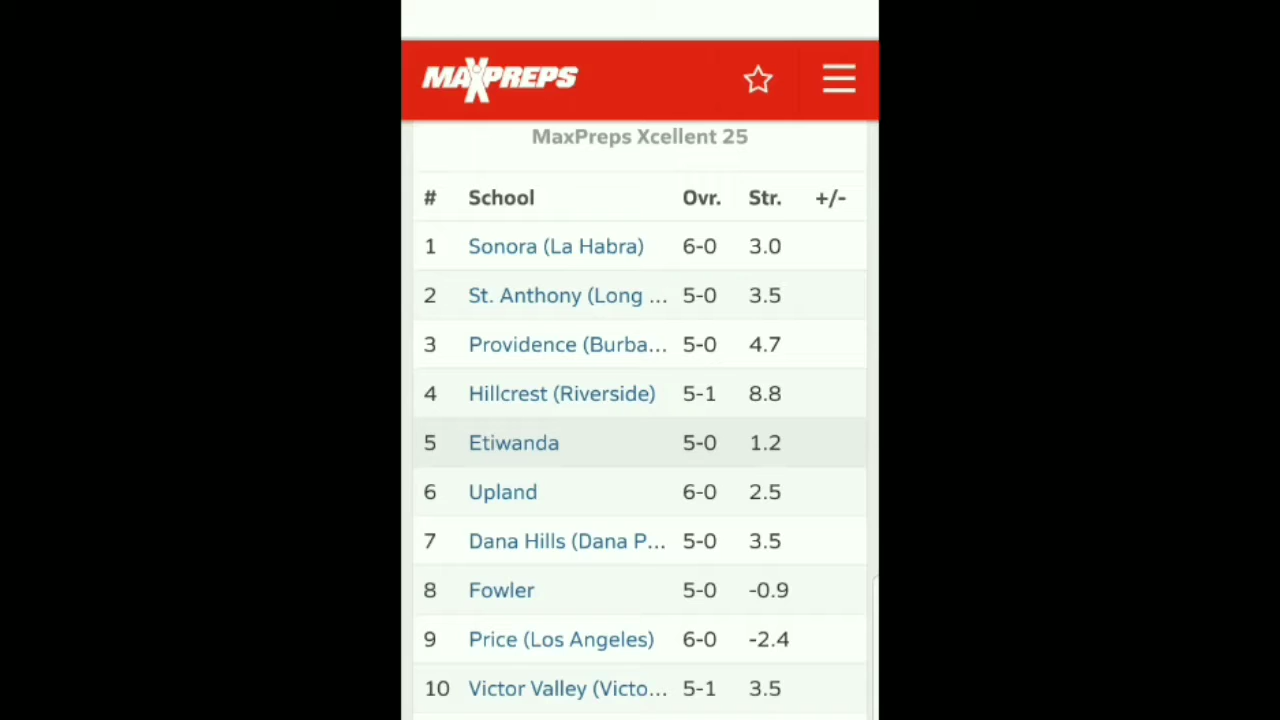 MAXPREPS
MaxPreps Xcellent 25
# School Ovr. Str. +/-
1 Sonora (La Habra) 6-0 3.0
2 St. Anthony (Long ... 5-0 3.5
3 Providence (Burba... 5-0 4.7
4 Hillcrest (Riverside) 5-1 8.8
5 Etiwanda 5-0 1.2
6 Upland 6-0 2.5
7 Dana Hills (Dana P... 5-0 3.5
8 Fowler 5-0 -0.9
9 Price (Los Angeles) 6-0 -2.4
10 Victor Valley (Victo... 5-1 3.5